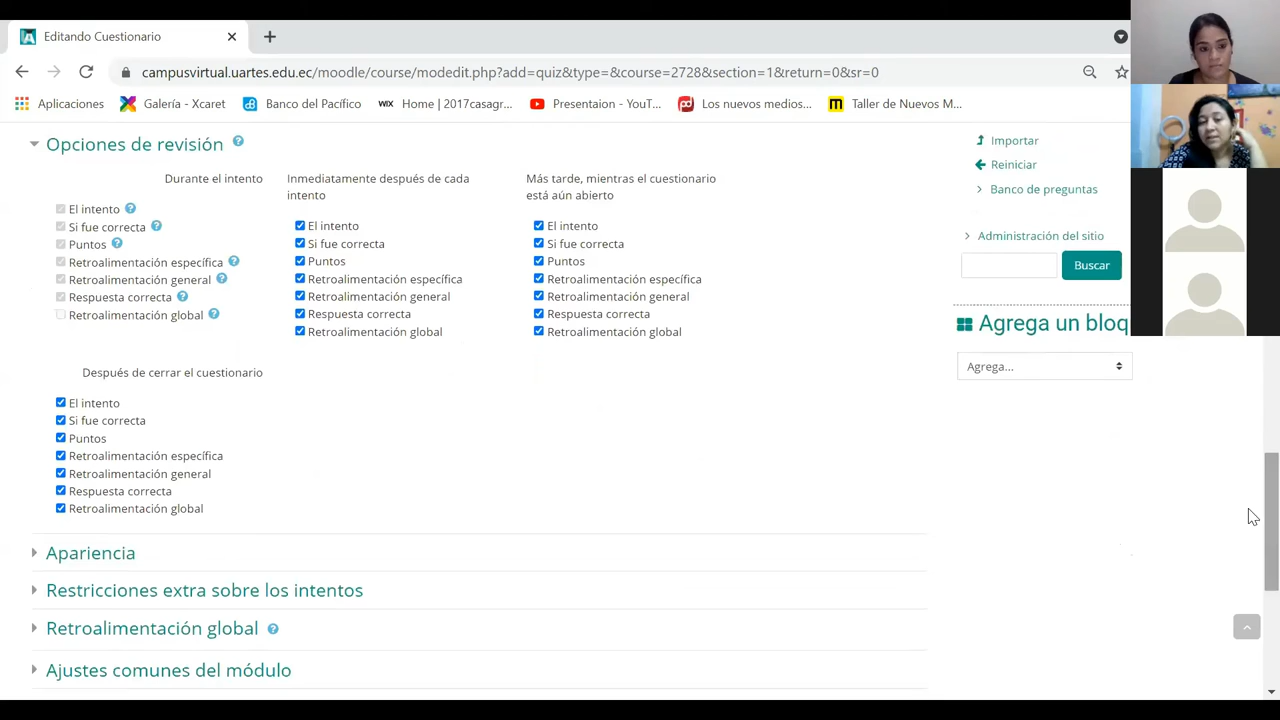 Editando Cuestionario
campusvirtual.uartes.edu.ec/moodle/course/modedit.php?add=quiz&type=&course=2728&section=1&return=0&sr=0
Aplicaciones
Galería - Xcaret
Banco del Pacífico
WIX Home | 2017casagr...
Presentaion - YouT...
Los nuevos medios...
Taller de Nuevos M...
Opciones de revisión
Durante el intento
El intento
Si fue correcta
Puntos
Retroalimentación específica
Retroalimentación general
Respuesta correcta
Retroalimentación global
Inmediatamente después de cada
intento
El intento
Si fue correcta
Puntos
Retroalimentación específica
Retroalimentación general
Respuesta correcta
Retroalimentación global
Más tarde, mientras el cuestionario
está aún abierto
El intento
Si fue correcta
Puntos
Retroalimentación específica
Retroalimentación general
Respuesta correcta
Retroalimentación global
Después de cerrar el cuestionario
El intento
Si fue correcta
Puntos
Retroalimentación específica
Retroalimentación general
Respuesta correcta
Retroalimentación global
Apariencia
Restricciones extra sobre los intentos
Retroalimentación global
Ajustes comunes del módulo
Importar
Reiniciar
Banco de preguntas
Administración del sitio
Buscar
Agrega un bloq
Agrega...